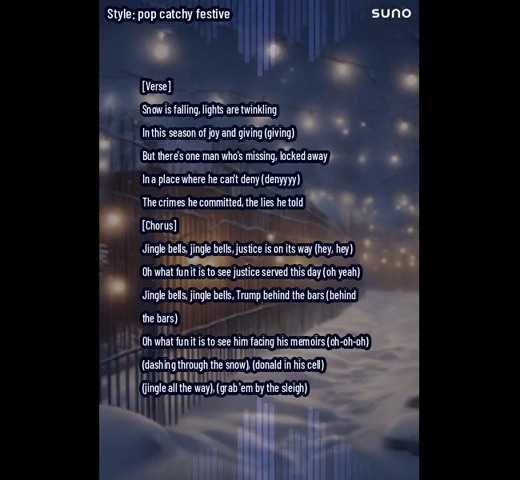 Style: pop catchy festive
SUNO
[Verse]
Snow is falling, lights are twinkling
In this season of joy and giving (giving)
But there's one man who's missing, locked away
In a place where he can't deny (denyyyy)
The crimes he committed, the lies he told
[Chorus]
Jingle bells, jingle bells, justice is on its way (hey, hey)
Oh what fun it is to see justice served this day (oh yeah)
Jingle bells, jingle bells, Trump behind the bars (behind
the bars)
Oh what fun it is to see him facing his memoirs (oh-oh-oh)
(dashing through the snow), (donald in his cell)
(jingle all the way), (grab 'em by the sleigh)